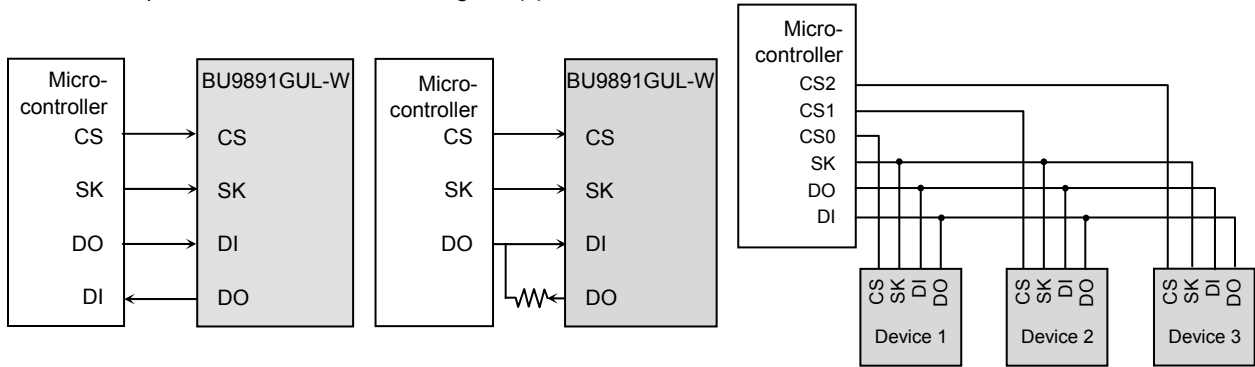 Micro-
controller
CS
SK
DO
DI
BU9891GUL-W
CS
SK
DI
DO
Micro-
controller
CS
SK
DO
BU9891GUL-W
CS
SK
DI
DO
Micro-
controller
CS2
CS1
CS0
SK
DO
DI
CS
SK
DI
DO
Device 1
CS
SK
DI
DO
Device 2
CS
SK
DI
DO
Device 3